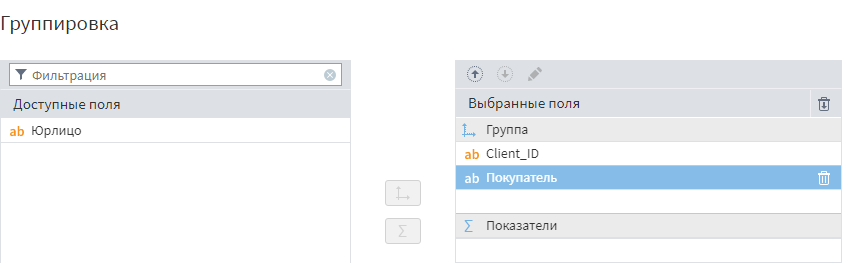 Группировка
Фильтрация
Доступные поля
ab Юрлицо
Выбранные поля
Группа
ab Client_ID
ab Покупатель
Σ Показатели
Σ